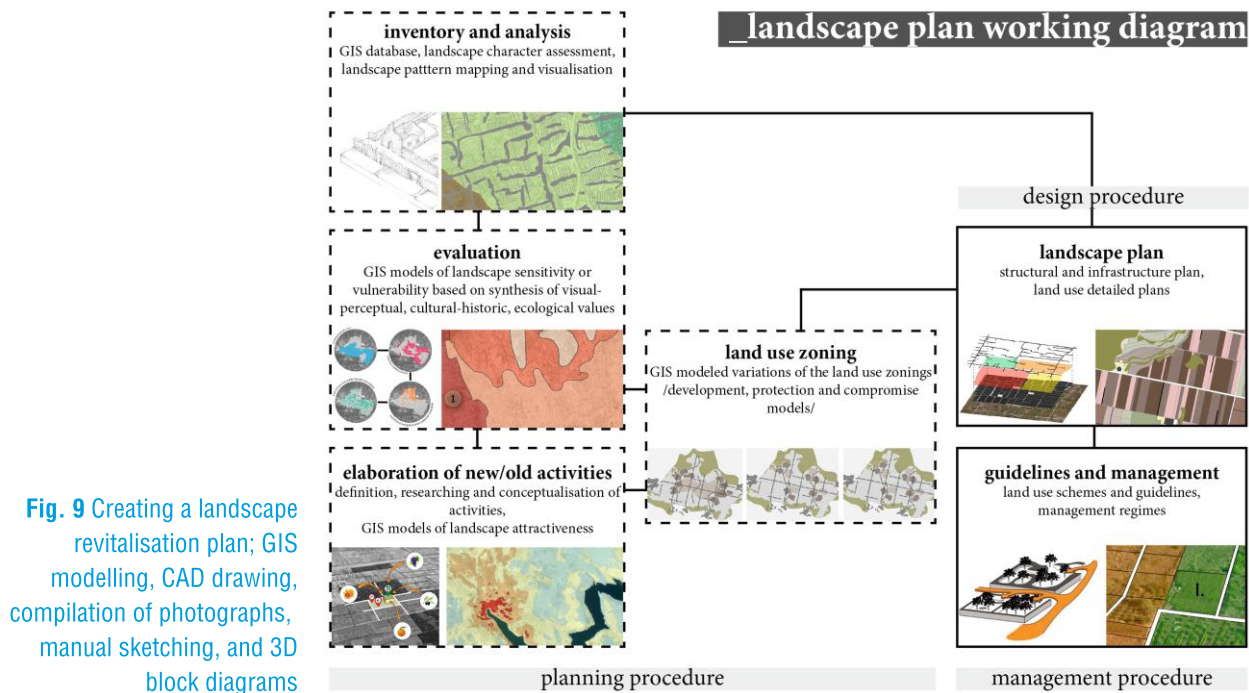 _landscape plan working diagram
inventory and analysis
GIS database, landscape character assessment,
landscape patttern mapping and visualisation
evaluation
GIS models of landscape sensitivity or
vulnerability based on synthesis of visual-
perceptual, cultural-historic, ecological values
1
elaboration of new/old activities
definition, researching and conceptualisation of
activities,
GIS models of landscape attractiveness
land use zoning
GIS modeled variations of the land use zonings
/development, protection and compromise
models/
design procedure
landscape plan
structural and infrastructure plan,
land use detailed plans
guidelines and management
land use schemes and guidelines,
management regimes
planning procedure
management procedure
Fig. 9 Creating a landscape
revitalisation plan; GIS
modelling, CAD drawing,
compilation of photographs,
manual sketching, and 3D
block diagrams